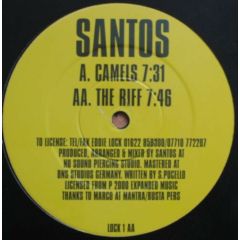 SANTOS
A. CAMELS 7:31
AA. THE RIFF 7:46
TO LICENSE: TEL/FAX EDDIE LOCK 01622 858300/07710 772287
PRODUCED, ARRANGED & MIXED BY SANTOS AT
NO SOUND PIERCING STUDIO. MASTERED AT
DNS STUDIOS GERMANY. WRITTEN BY S.PUCELLO
LICENSED FROM P 2000 EXPANDED MUSIC
THANKS TO MARCO AT MANTRA/BUSTA PERS
LOCK 1 AA